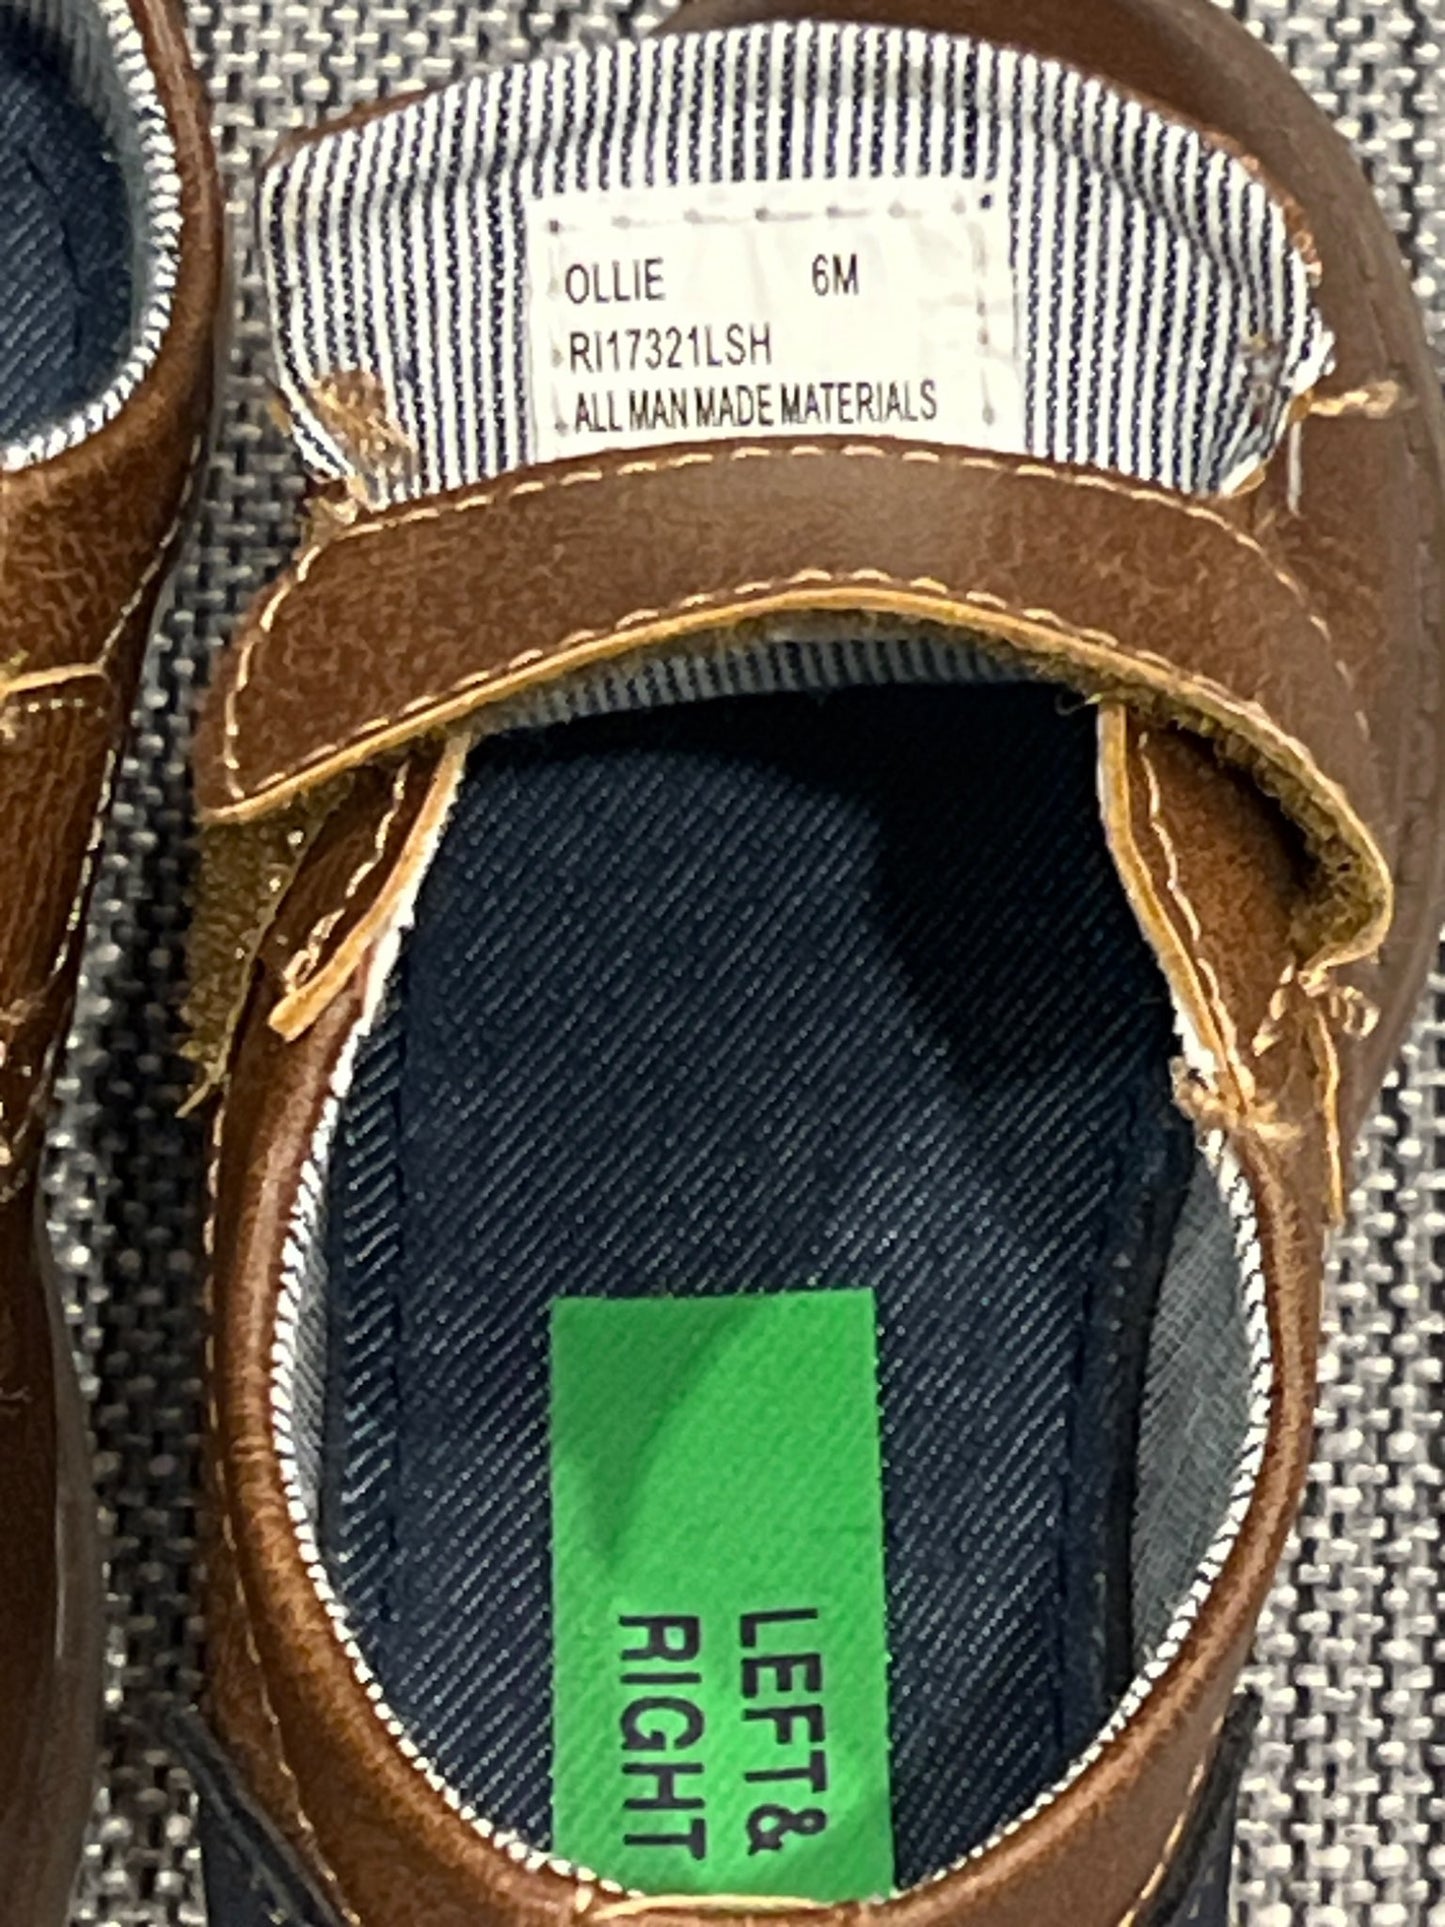 OLLIE 6M
RI17321LSH
ALL MAN MADE MATERIALS
LEFT &
RIGHT